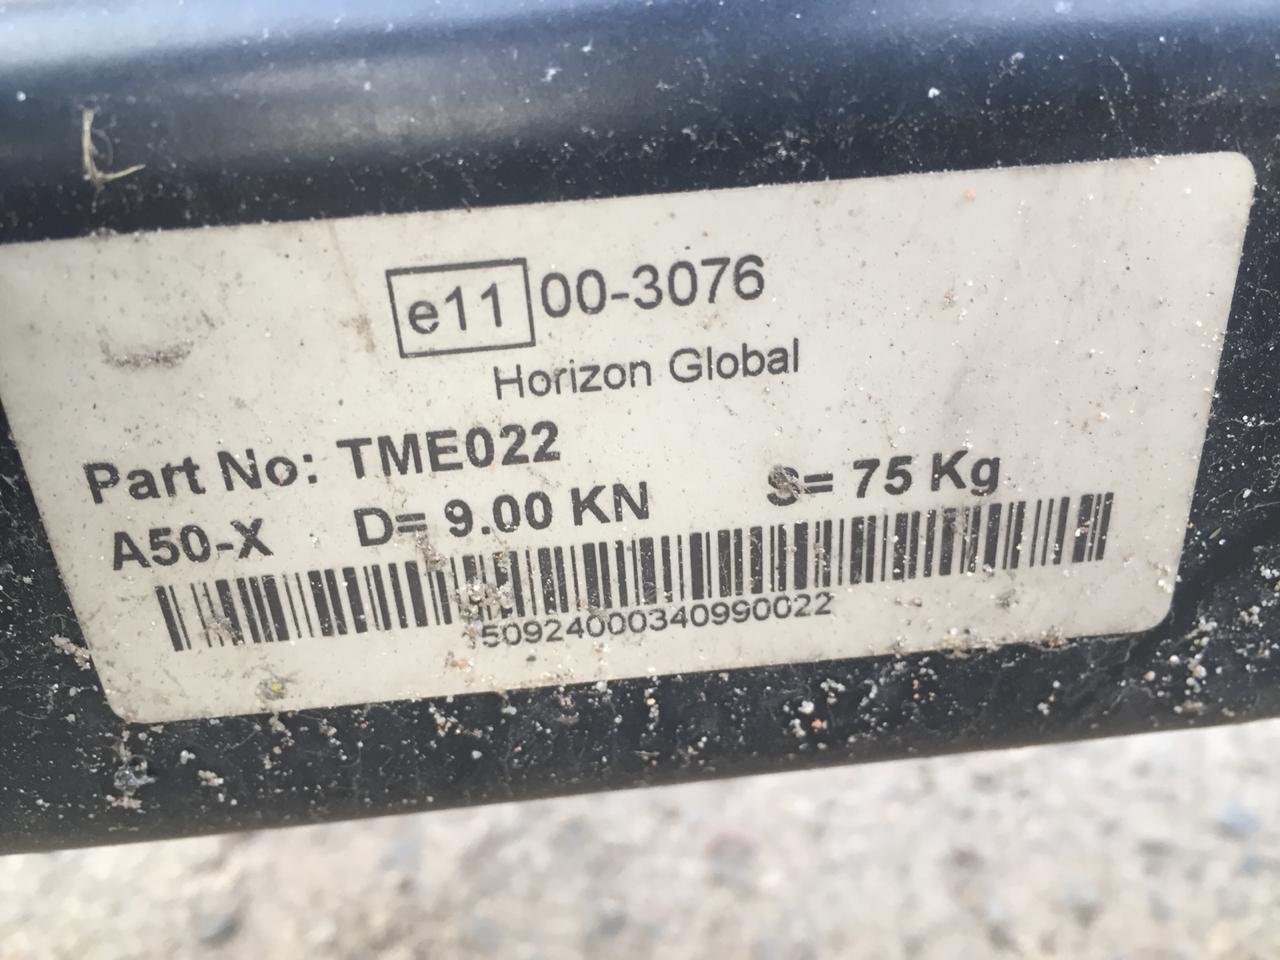 e11 00-3076
Horizon Global
Part No: TME022
A50-X D= 9.00 KN S= 75 Kg
50924000340990022